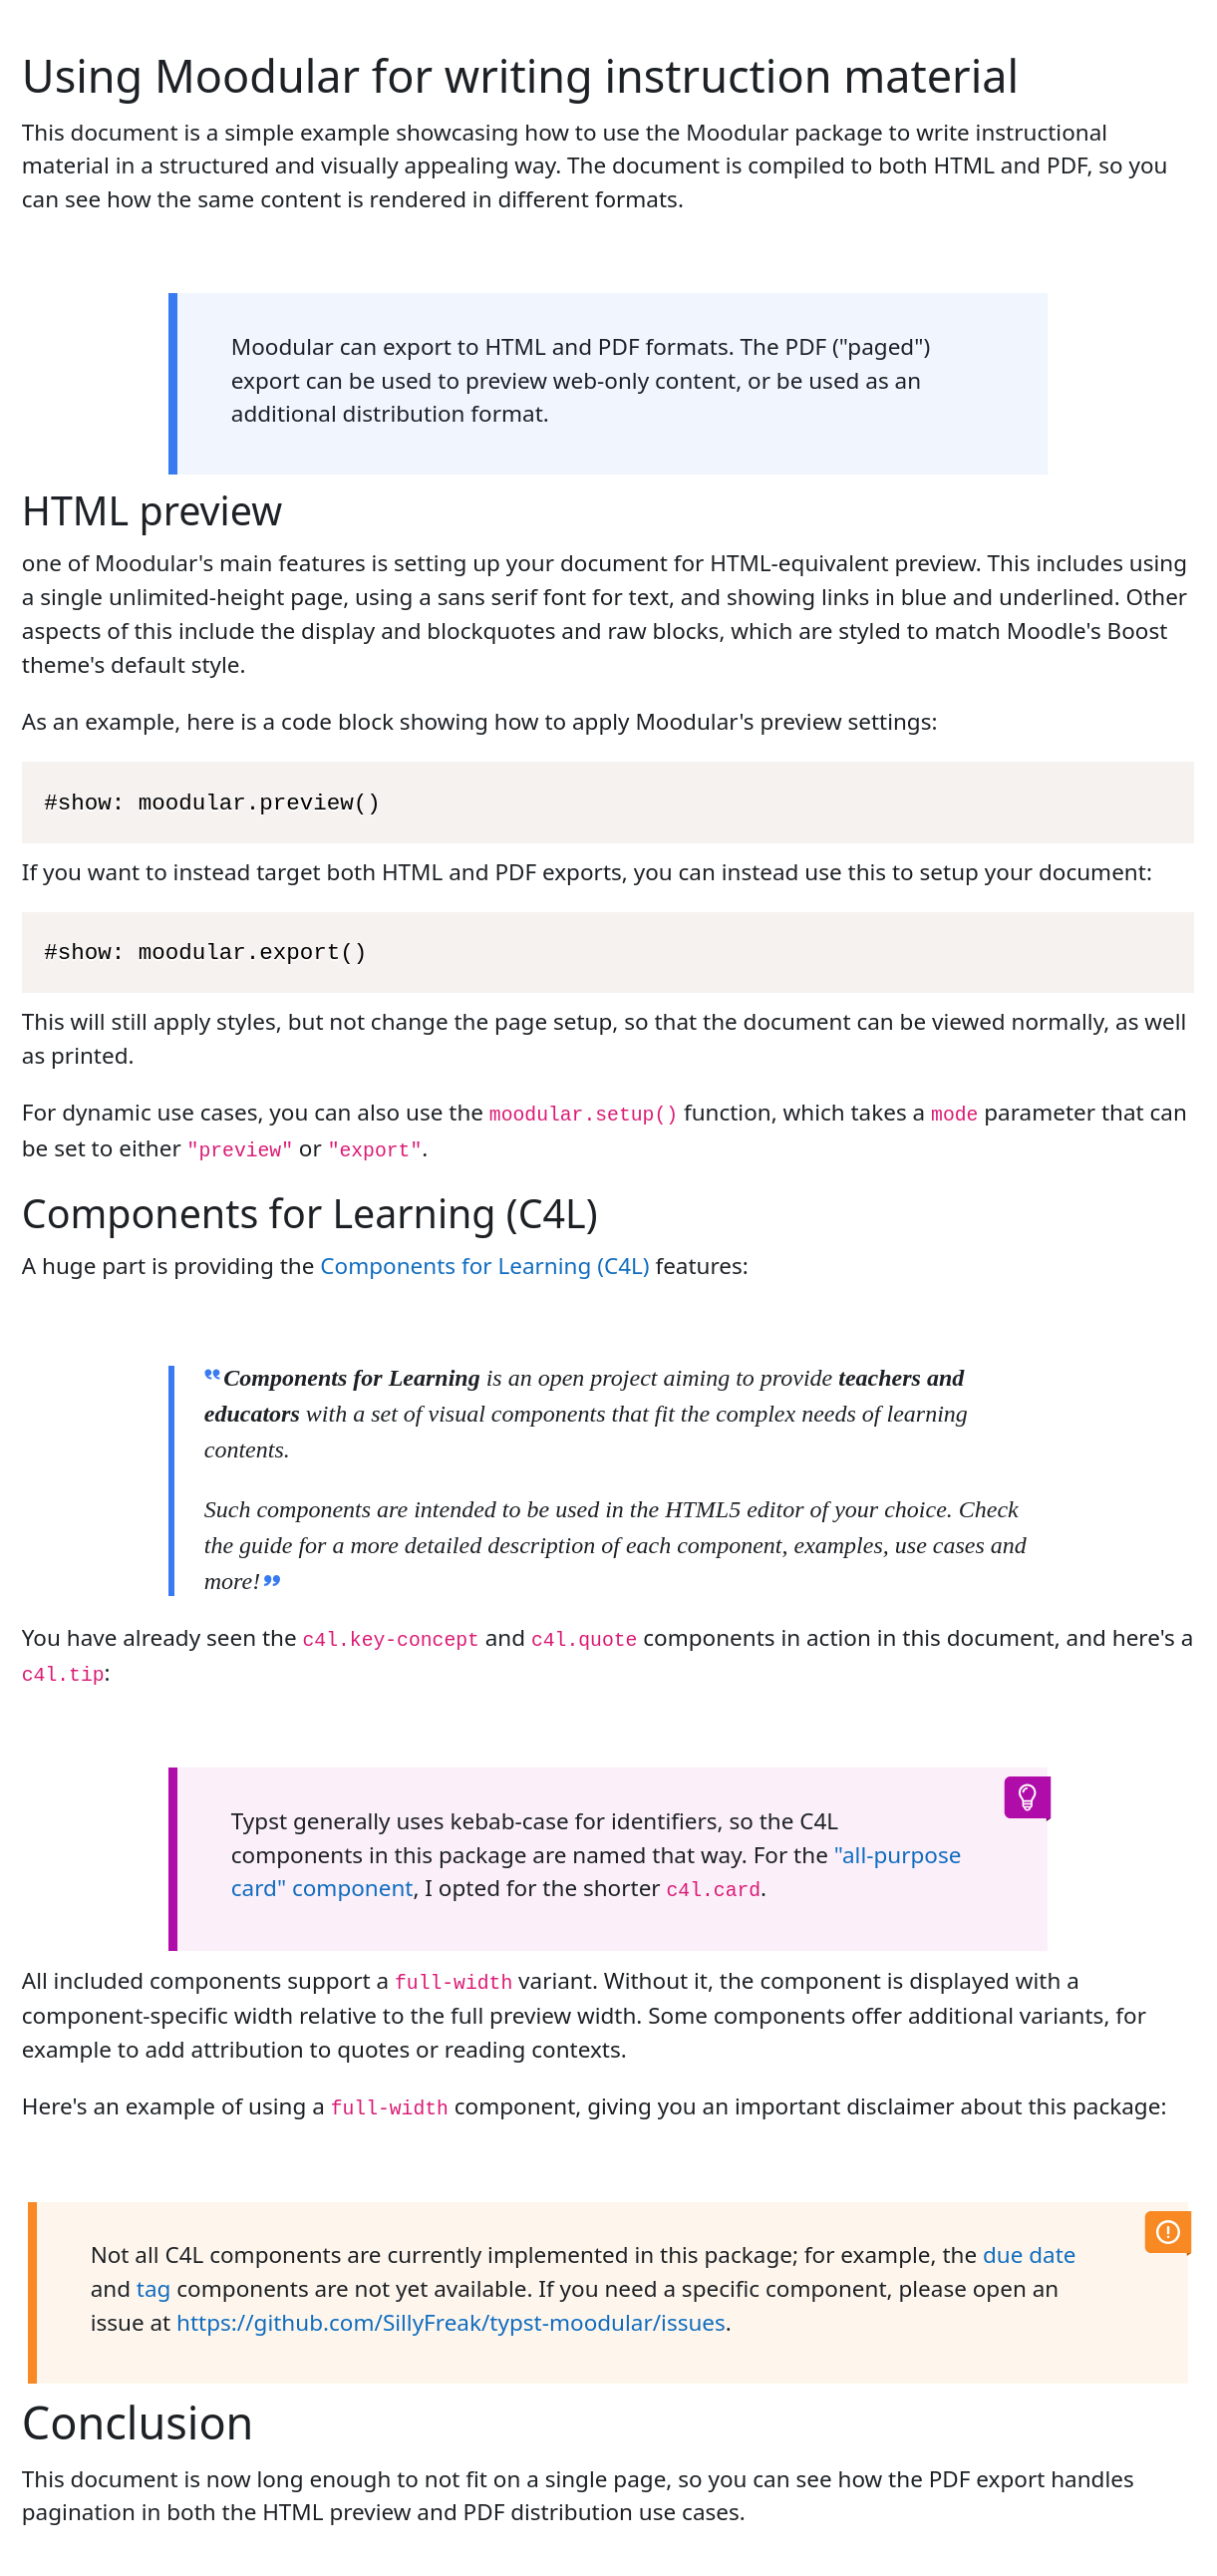 Using Moodular for writing instruction material
This document is a simple example showcasing how to use the Moodular package to write instructional
material in a structured and visually appealing way. The document is compiled to both HTML and PDF, so you
can see how the same content is rendered in different formats.
Moodular can export to HTML and PDF formats. The PDF ("paged")
export can be used to preview web-only content, or be used as an
additional distribution format.
HTML preview
one of Moodular's main features is setting up your document for HTML-equivalent preview. This includes using
a single unlimited-height page, using a sans serif font for text, and showing links in blue and underlined. Other
aspects of this include the display and blockquotes and raw blocks, which are styled to match Moodle's Boost
theme's default style.
As an example, here is a code block showing how to apply Moodular's preview settings:
#show: moodular.preview()
If you want to instead target both HTML and PDF exports, you can instead use this to setup your document:
#show: moodular.export()
This will still apply styles, but not change the page setup, so that the document can be viewed normally, as well
as printed.
For dynamic use cases, you can also use the moodular.setup() function, which takes a mode parameter that can
be set to either "preview" or "export".
Components for Learning (C4L)
A huge part is providing the Components for Learning (C4L) features:
❞Components for Learning is an open project aiming to provide teachers and
educators with a set of visual components that fit the complex needs of learning
contents.
Such components are intended to be used in the HTML5 editor of your choice. Check
the guide for a more detailed description of each component, examples, use cases and
more!❞
You have already seen the c4l.key-concept and c4l.quote components in action in this document, and here's a
c4l.tip:
Typst generally uses kebab-case for identifiers, so the C4L
components in this package are named that way. For the "all-purpose
card" component, I opted for the shorter c4l.card.
All included components support a full-width variant. Without it, the component is displayed with a
component-specific width relative to the full preview width. Some components offer additional variants, for
example to add attribution to quotes or reading contexts.
Here's an example of using a full-width component, giving you an important disclaimer about this package:
Not all C4L components are currently implemented in this package; for example, the due date
and tag components are not yet available. If you need a specific component, please open an
issue at https://github.com/SillyFreak/typst-moodular/issues.
Conclusion
This document is now long enough to not fit on a single page, so you can see how the PDF export handles
pagination in both the HTML preview and PDF distribution use cases.